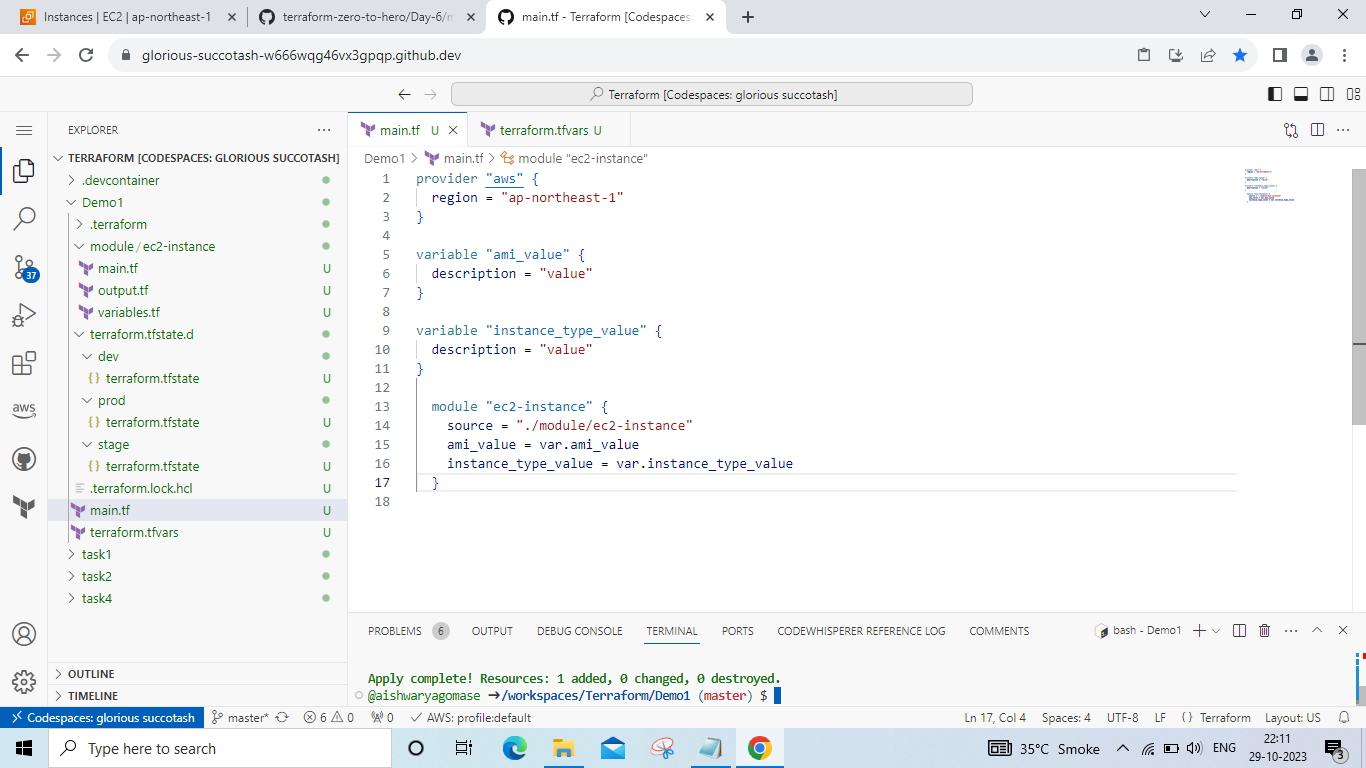 Instances | EC2 | ap-northeast-1
terraform-zero-to-hero/Day-6/m
main.tf - Terraform [Codespaces:
glorious-succotash-w666wqg46vx3gpqp.github.dev
Terraform [Codespaces: glorious succotash]
EXPLORER
TERRAFORM [CODESPACES: GLORIOUS SUCCOTASH]
.devcontainer
Demo1
.terraform
module/ec2-instance
main.tf U
output.tf U
variables.tf U
terraform.tfstate.d
dev
{} terraform.tfstate U
prod
{} terraform.tfstate U
stage
{} terraform.tfstate U
.terraform.lock.hcl U
main.tf U
terraform.tfvars U
task1
task2
task4
OUTLINE
TIMELINE
37
aws
main.tf U
terraform.tfvars U
Demo1 > main.tf > module "ec2-instance"
1 provider "aws" {
2 region = "ap-northeast-1"
3 }
4
5 variable "ami_value" {
6 description = "value"
7 }
8
9 variable "instance_type_value" {
10 description = "value"
11 }
12
13 module "ec2-instance" {
14 source = "./module/ec2-instance"
15 ami_value = var.ami_value
16 instance_type_value = var.instance_type_value
17 }
18
PROBLEMS 6 OUTPUT DEBUG CONSOLE TERMINAL PORTS CODEWHISPERER REFERENCE LOG COMMENTS bash - Demo1
Apply complete! Resources: 1 added, 0 changed, 0 destroyed.
@aishwaryagomase ➜/workspaces/Terraform/Demo1 (master) $
Codespaces: glorious succotash master* 6 0 0 AWS: profile:default Ln 17, Col 4 Spaces: 4 UTF-8 LF {} Terraform Layout: US
Type here to search
35°C Smoke
ENG
22:11
29-10-2023
3